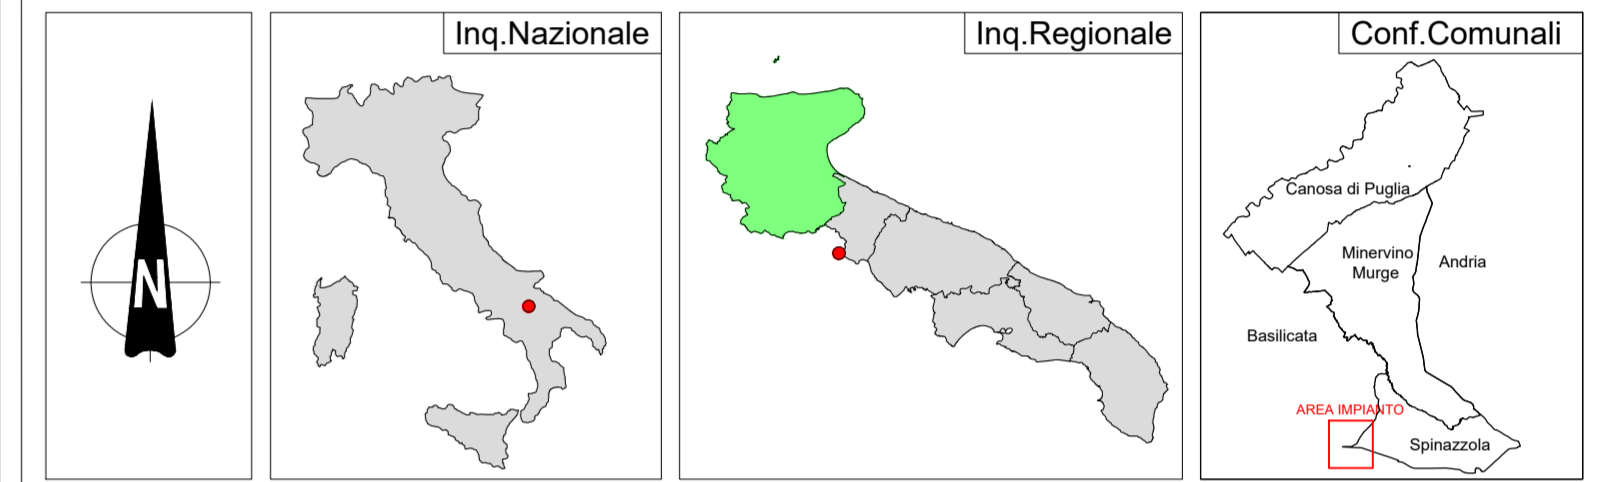 Inq.Nazionale
Inq.Regionale
Conf.Comunali
N
Canosa di Puglia
Minervino
Murge
Andria
Basilicata
AREA IMPIANTO
Spinazzola